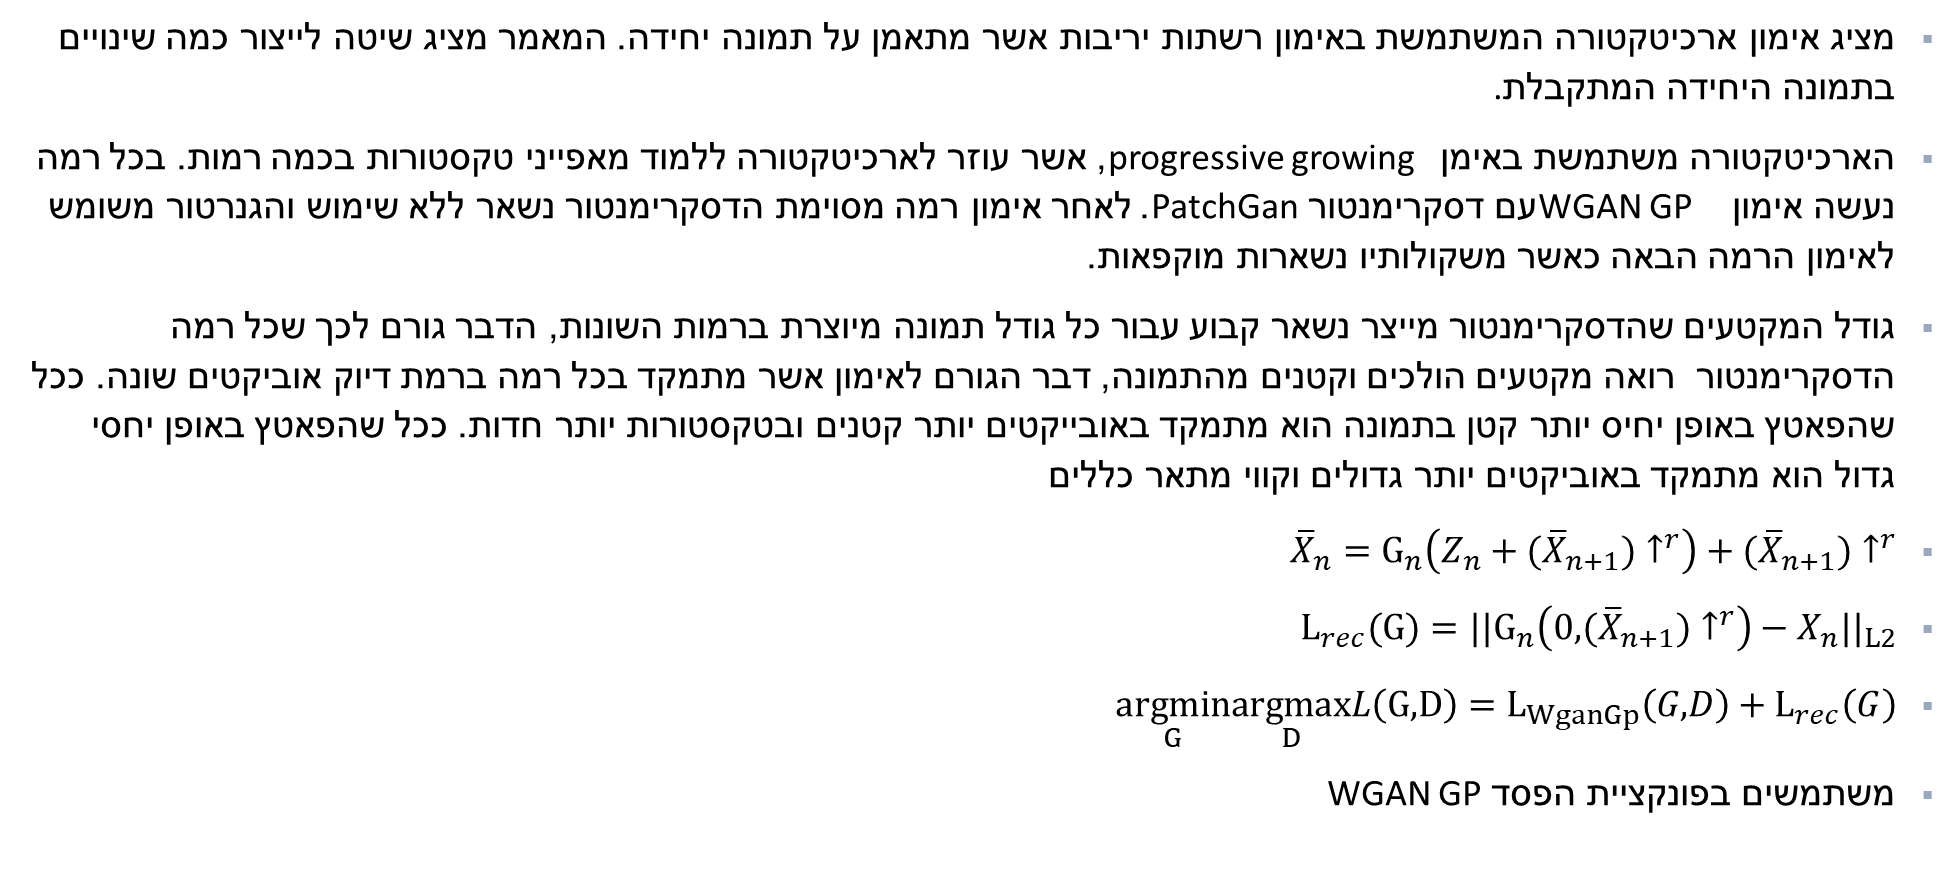 מציג אימון ארכיטקטורה המשתמשת באימון רשתות יריבות אשר מתאמן על תמונה יחידה. המאמר מציג שיטה לייצור כמה שינויים
בתמונה היחידה המתקבלת.
הארכיטקטורה משתמשת באימן progressive growing, אשר עוזר לארכיטקטורה ללמוד מאפייני טקסטורות בכמה רמות. בכל רמה
נעשה אימון WGAN GPעם דסקרימנטור PatchGan. לאחר אימון רמה מסוימת הדסקרימנטור נשאר ללא שימוש והגנרטור משומש
לאימון הרמה הבאה כאשר משקולותיו נשארות מוקפאות.
גודל המקטעים שהדסקרימנטור מייצר נשאר קבוע עבור כל גודל תמונה מיוצרת ברמות השונות, הדבר גורם לכך שכל רמה
הדסקרימנטור רואה מקטעים הולכים וקטנים מהתמונה, דבר הגורם לאימון אשר מתמקד בכל רמה ברמת דיוק אוביקטים שונה. ככל
שהפאטץ באופן יחיס יותר קטן בתמונה הוא מתמקד באובייקטים יותר קטנים ובטקסטורות יותר חדות. ככל שהפאטץ באופן יחסי
גדול הוא מתמקד באוביקטים יותר גדולים וקווי מתאר כללים
X̄ₙ = Gₙ(Zₙ + (X̄ₙ₊₁) ↑ʳ) + (X̄ₙ₊₁) ↑ʳ
L_rec(G) = ||Gₙ(0,(X̄ₙ₊₁) ↑ʳ) − Xₙ||_L2
argmin_G argmax_D L(G,D) = L_WganGp(G,D) + L_rec(G)
משתמשים בפונקציית הפסד WGAN GP